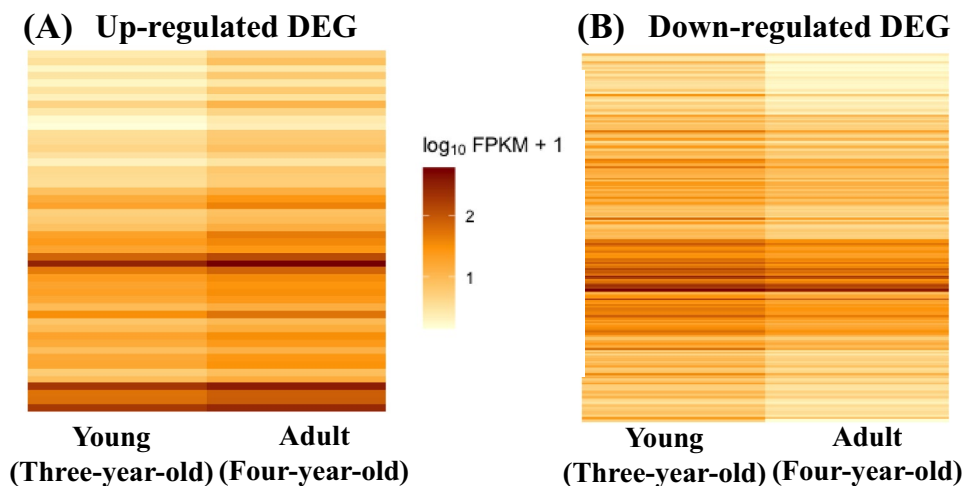 (A) Up-regulated DEG
(B) Down-regulated DEG
log₁₀ FPKM + 1
2
1
Young
(Three-year-old)
Adult
(Four-year-old)
Young
(Three-year-old)
Adult
(Four-year-old)